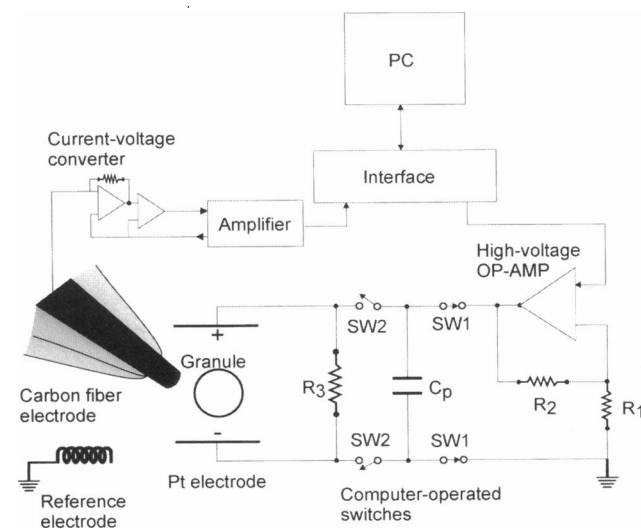 PC
Current-voltage
converter
Interface
Amplifier
High-voltage
OP-AMP
SW2
SW1
+
Granule
R3
Cp
R2
R1
Carbon fiber
electrode
-
SW2
SW1
Pt electrode
Computer-operated
switches
Reference
electrode